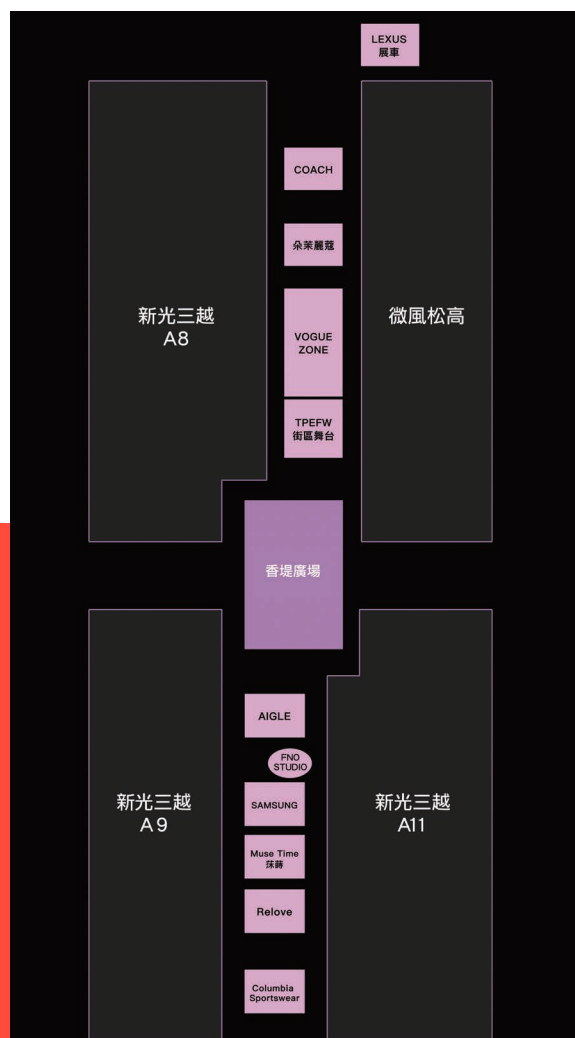 LEXUS
展車
COACH
朵茉麗蔻
新光三越
A8
微風松高
VOGUE
ZONE
TPEFW
街區舞台
香堤廣場
AIGLE
FNO
STUDIO
新光三越
A9
SAMSUNG
新光三越
A11
Muse Time
莯蒔
Relove
Columbia
Sportswear